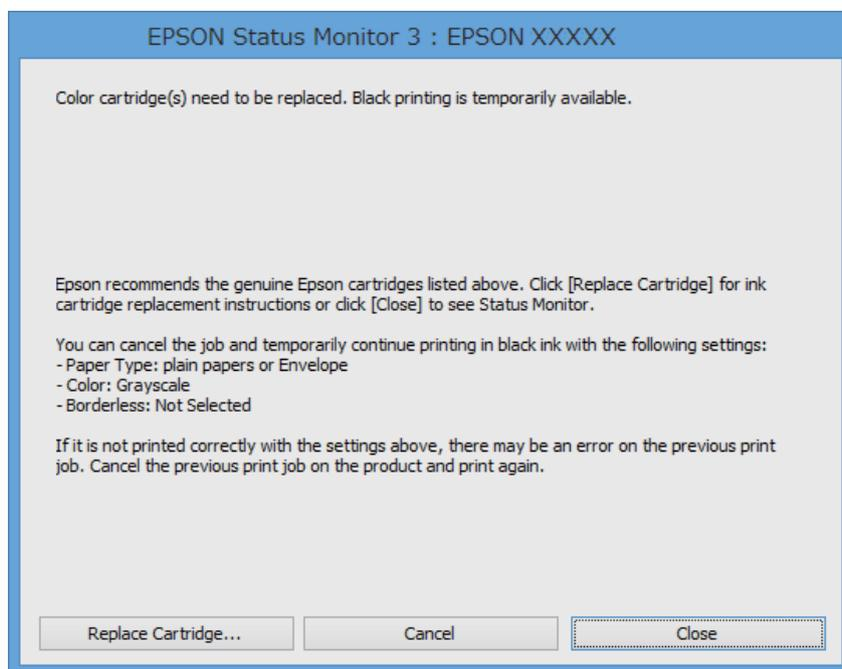 EPSON Status Monitor 3 : EPSON XXXXX
Color cartridge(s) need to be replaced. Black printing is temporarily available.
Epson recommends the genuine Epson cartridges listed above. Click [Replace Cartridge] for ink
cartridge replacement instructions or click [Close] to see Status Monitor.
You can cancel the job and temporarily continue printing in black ink with the following settings:
- Paper Type: plain papers or Envelope
- Color: Grayscale
- Borderless: Not Selected
If it is not printed correctly with the settings above, there may be an error on the previous print
job. Cancel the previous print job on the product and print again.
Replace Cartridge...
Cancel
Close